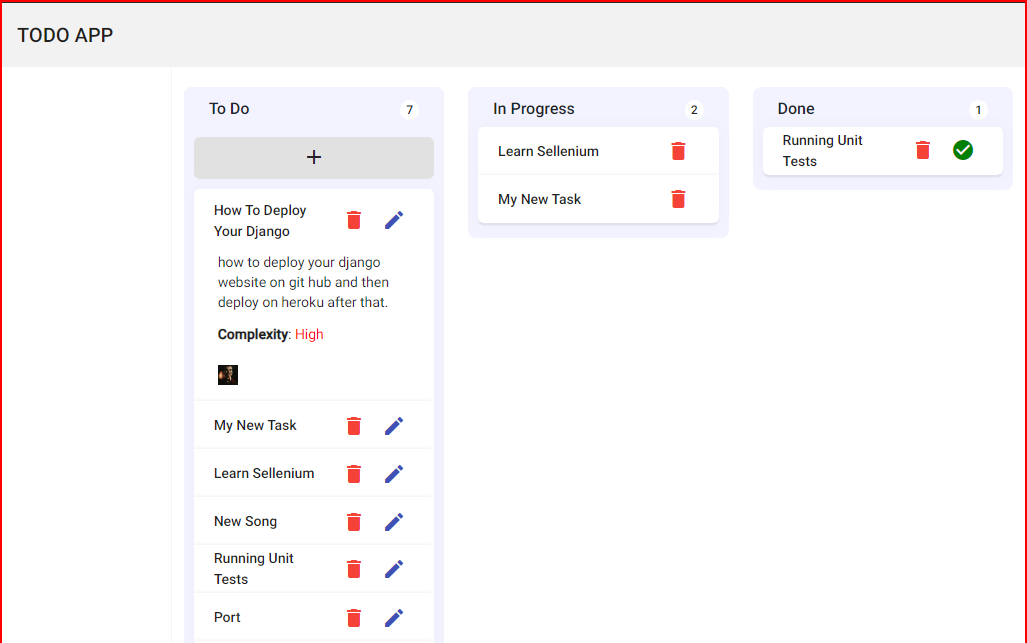 TODO APP
To Do
7
+
How To Deploy
Your Django
how to deploy your django
website on git hub and then
deploy on heroku after that.
Complexity: High
My New Task
Learn Sellenium
New Song
Running Unit
Tests
Port
In Progress
2
Learn Sellenium
My New Task
Done
1
Running Unit
Tests